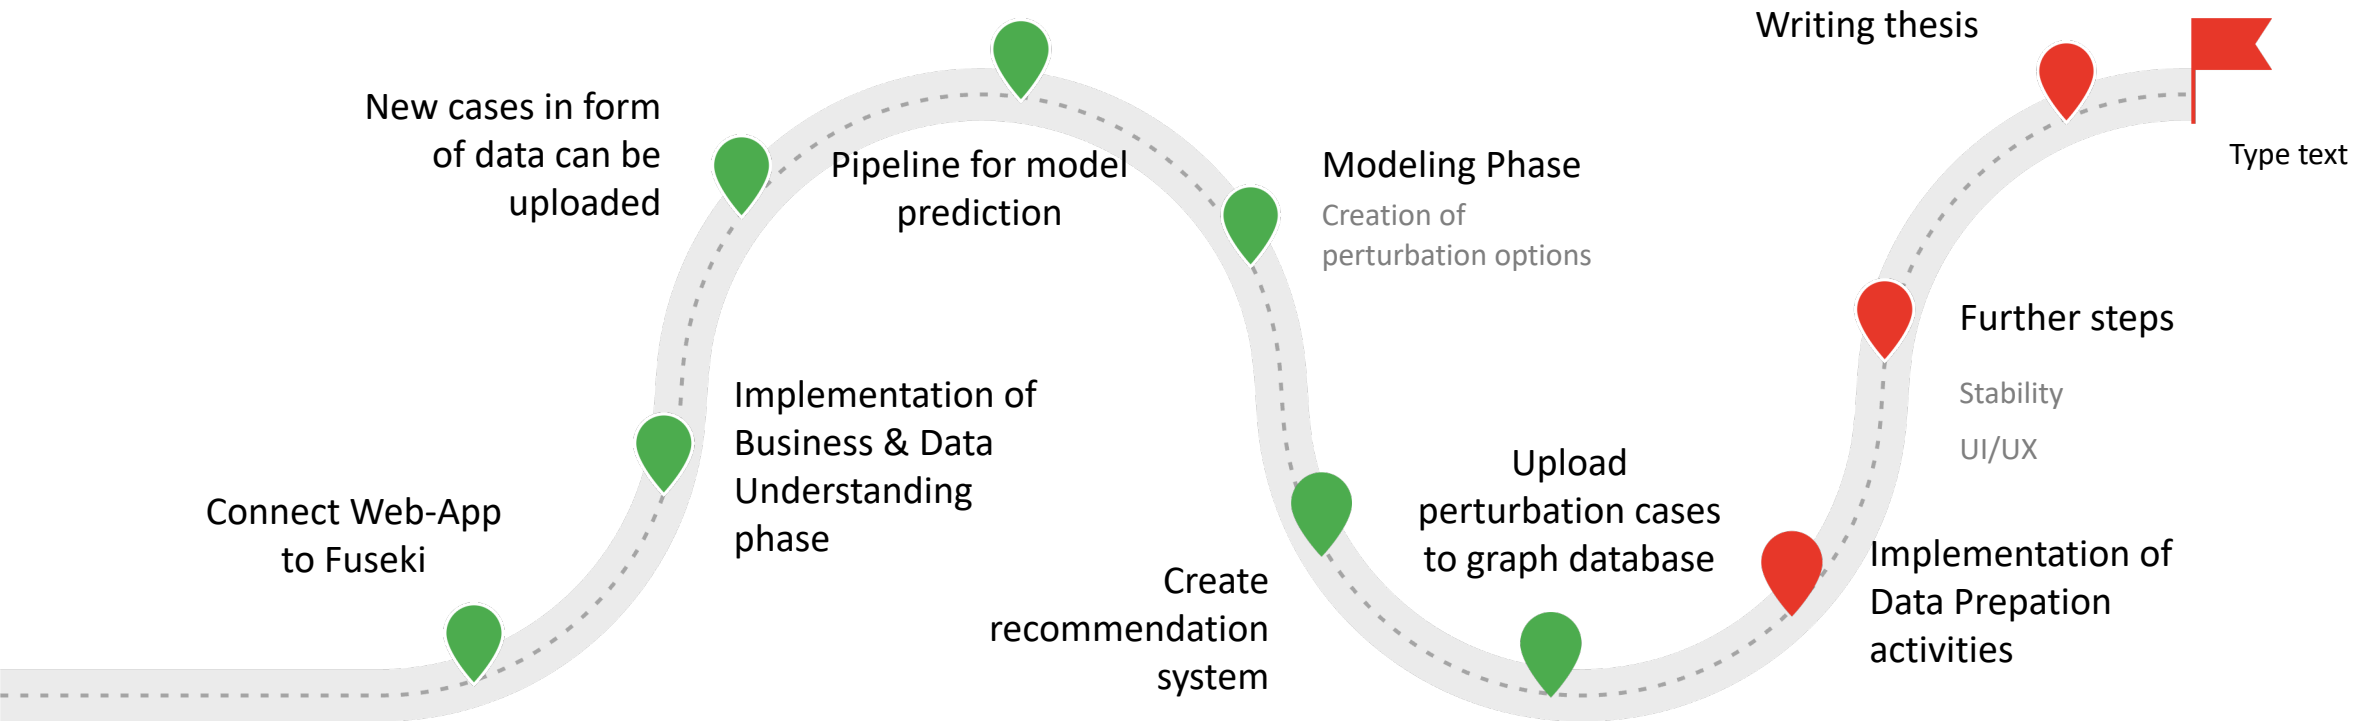 Connect Web-App
to Fuseki
Implementation of
Business & Data
Understanding
phase
New cases in form
of data can be
uploaded
Pipeline for model
prediction
Modeling Phase
Creation of
perturbation options
Create
recommendation
system
Upload
perturbation cases
to graph database
Implementation of
Data Prepation
activities
Further steps
Stability
UI/UX
Writing thesis
Type text